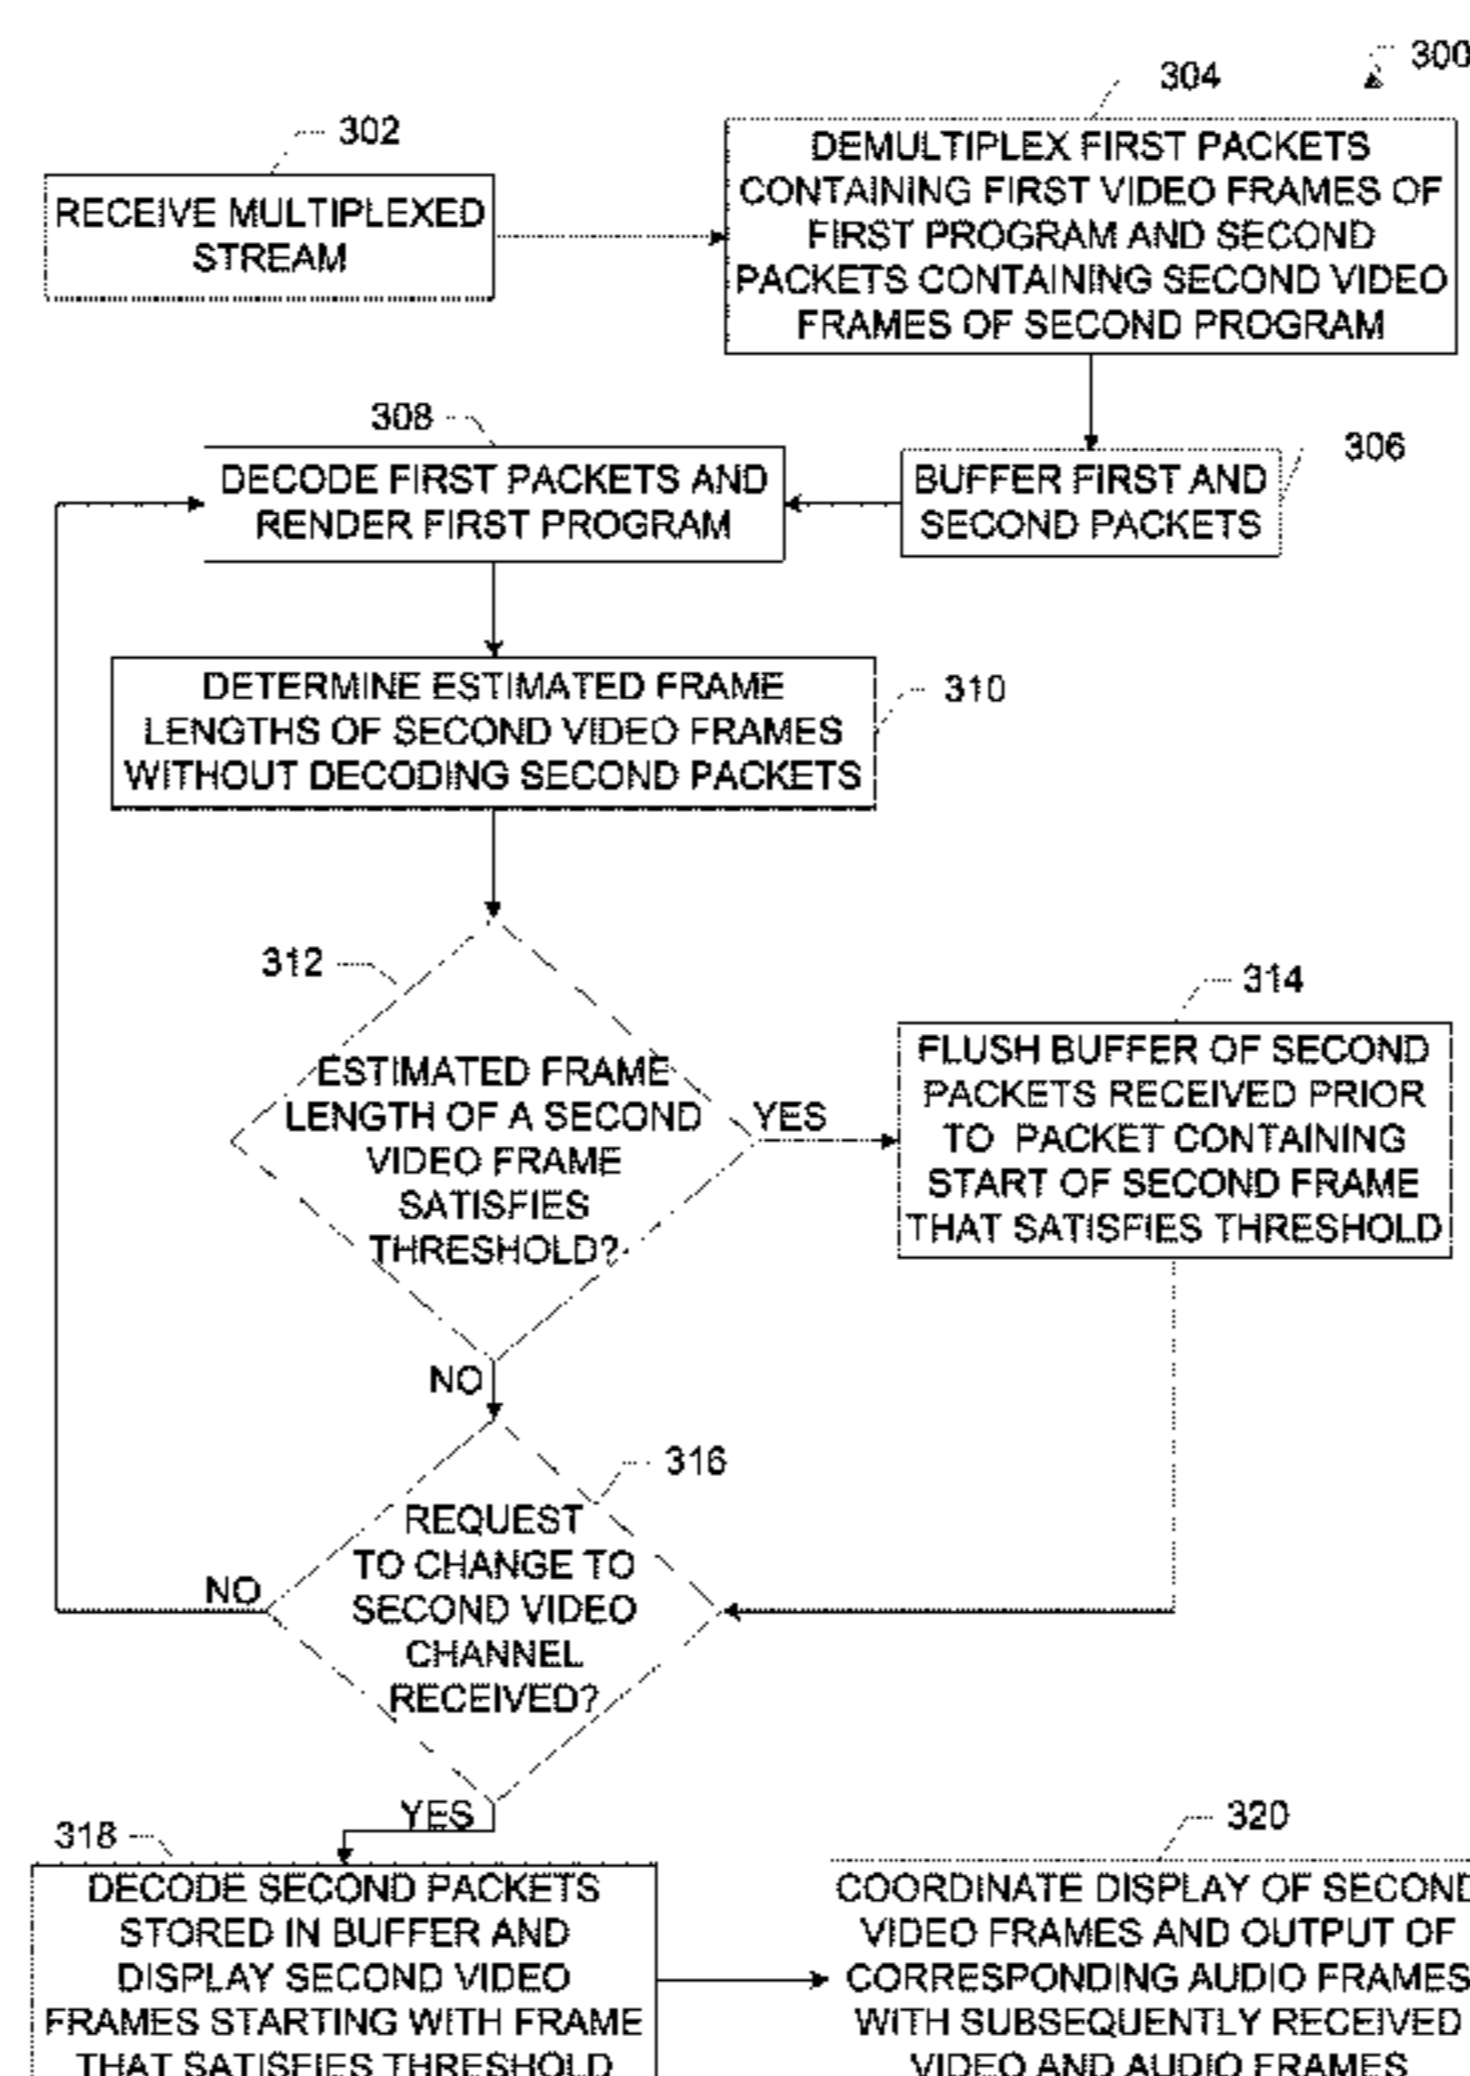 300
302
RECEIVE MULTIPLEXED
STREAM
304
DEMULTIPLEX FIRST PACKETS
CONTAINING FIRST VIDEO FRAMES OF
FIRST PROGRAM AND SECOND
PACKETS CONTAINING SECOND VIDEO
FRAMES OF SECOND PROGRAM
306
BUFFER FIRST AND
SECOND PACKETS
308
DECODE FIRST PACKETS AND
RENDER FIRST PROGRAM
310
DETERMINE ESTIMATED FRAME
LENGTHS OF SECOND VIDEO FRAMES
WITHOUT DECODING SECOND PACKETS
312
ESTIMATED FRAME
LENGTH OF A SECOND
VIDEO FRAME
SATISFIES
THRESHOLD?
YES
NO
314
FLUSH BUFFER OF SECOND
PACKETS RECEIVED PRIOR
TO PACKET CONTAINING
START OF SECOND FRAME
THAT SATISFIES THRESHOLD
316
REQUEST
TO CHANGE TO
SECOND VIDEO
CHANNEL
RECEIVED?
NO
YES
318
DECODE SECOND PACKETS
STORED IN BUFFER AND
DISPLAY SECOND VIDEO
FRAMES STARTING WITH FRAME
THAT SATISFIES THRESHOLD
320
COORDINATE DISPLAY OF SECOND
VIDEO FRAMES AND OUTPUT OF
CORRESPONDING AUDIO FRAMES
WITH SUBSEQUENTLY RECEIVED
VIDEO AND AUDIO FRAMES